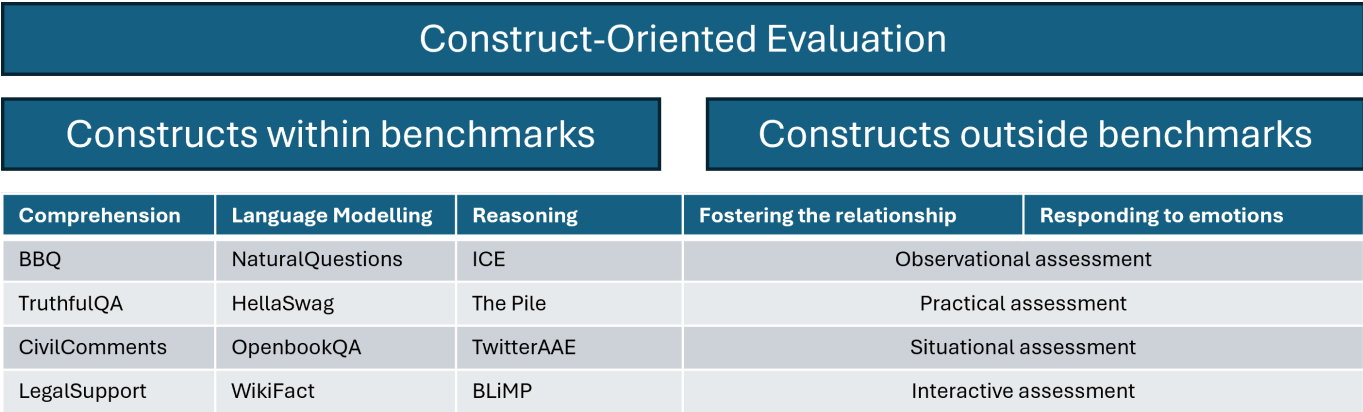 Construct-Oriented Evaluation
Constructs within benchmarks Constructs outside benchmarks
Comprehension Language Modelling Reasoning Fostering the relationship Responding to emotions
BBQ NaturalQuestions ICE Observational assessment
TruthfulQA HellaSwag The Pile Practical assessment
CivilComments OpenbookQA TwitterAAE Situational assessment
LegalSupport WikiFact BLiMP Interactive assessment